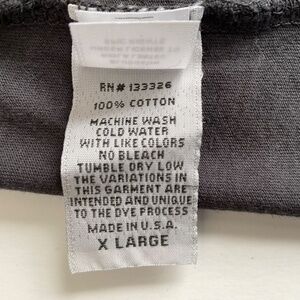 RN# 133326
100% COTTON
MACHINE WASH
COLD WATER
WITH LIKE COLORS
NO BLEACH
TUMBLE DRY LOW
THE VARIATIONS IN
THIS GARMENT ARE
INTENDED AND UNIQUE
TO THE DYE PROCESS
MADE IN U.S.A.
X LARGE